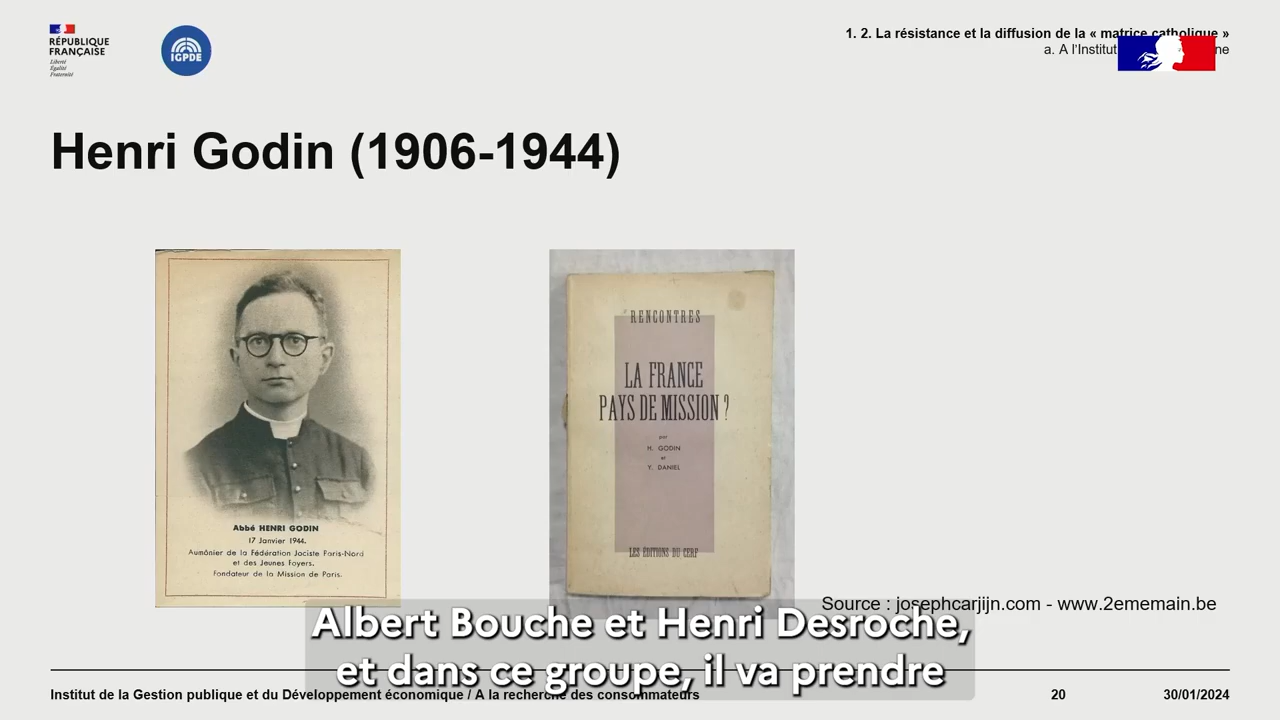 RÉPUBLIQUE
FRANÇAISE
Liberté
Égalité
Fraternité
IGPDE
1. 2. La résistance et la diffusion de la « matrice catholique »
a. A l'Institut
ne
Henri Godin (1906-1944)
Abbé HENRI GODIN
17 Janvier 1944.
Aumônier de la Fédération Jociste Paris-Nord
et des Jeunes Foyers.
Fondateur de la Mission de Paris.
RENCONTRES
LA FRANCE
PAYS DE MISSION ?
par
H. GODIN
et
Y. DANIEL
LES ÉDITIONS DU CERF
Source : josephcarjijn.com - www.2ememain.be
Albert Bouche et Henri Desroche,
et dans ce groupe, il va prendre
Institut de la Gestion publique et du Développement économique / A la recherche des consommateurs
20
30/01/2024